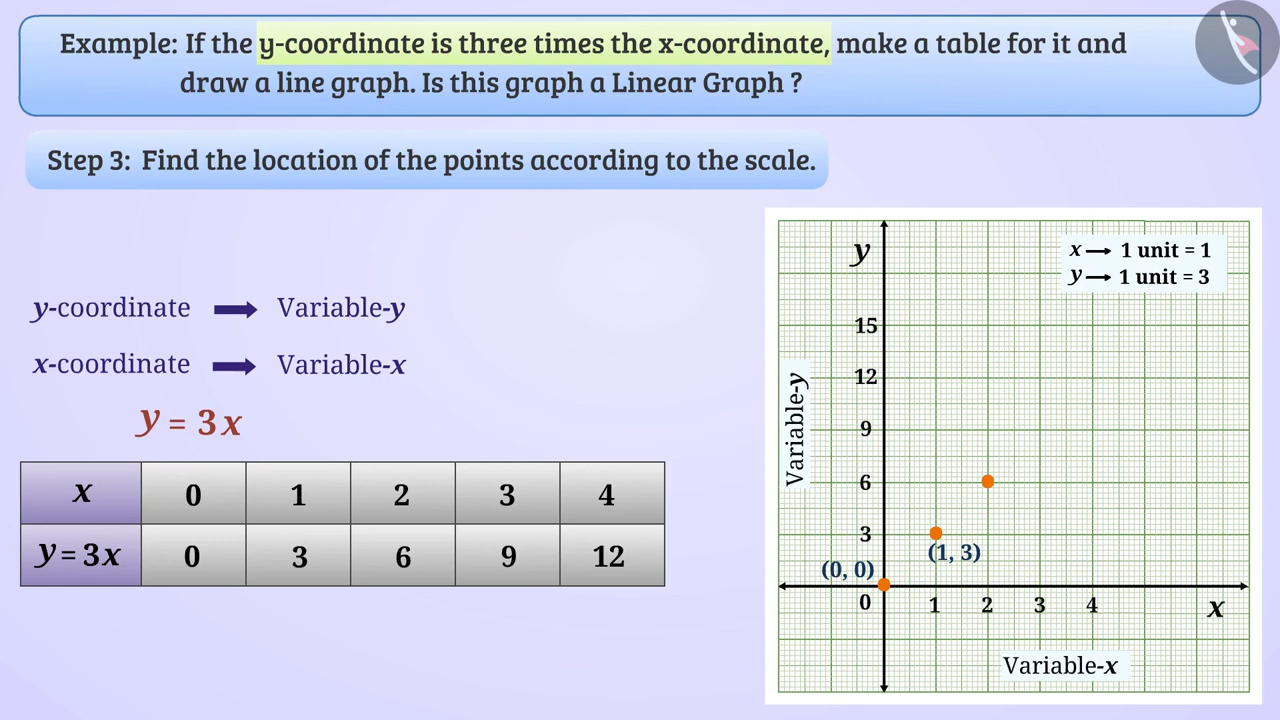 Example: If the y-coordinate is three times the x-coordinate, make a table for it and
draw a line graph. Is this graph a Linear Graph ?
Step 3: Find the location of the points according to the scale.
y-coordinate → Variable-y
x-coordinate → Variable-x
y = 3x
x 0 1 2 3 4
y=3x 0 3 6 9 12
y
x → 1 unit = 1
y → 1 unit = 3
15
12
9
6
3
Variable-y
(1, 3)
(0, 0)
0 1 2 3 4 x
Variable-x